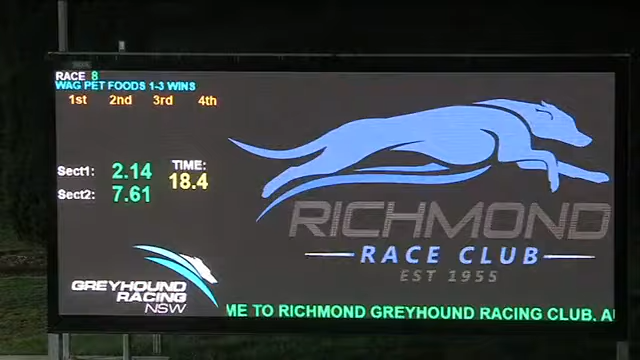 RACE 8
WAG PET FOODS 1-3 WINS
1st 2nd 3rd 4th
Sect1: 2.14
Sect2: 7.61
TIME:
18.4
RICHMOND
RACE CLUB
EST 1955
GREYHOUND
RACING
NSW
ME TO RICHMOND GREYHOUND RACING CLUB. AU